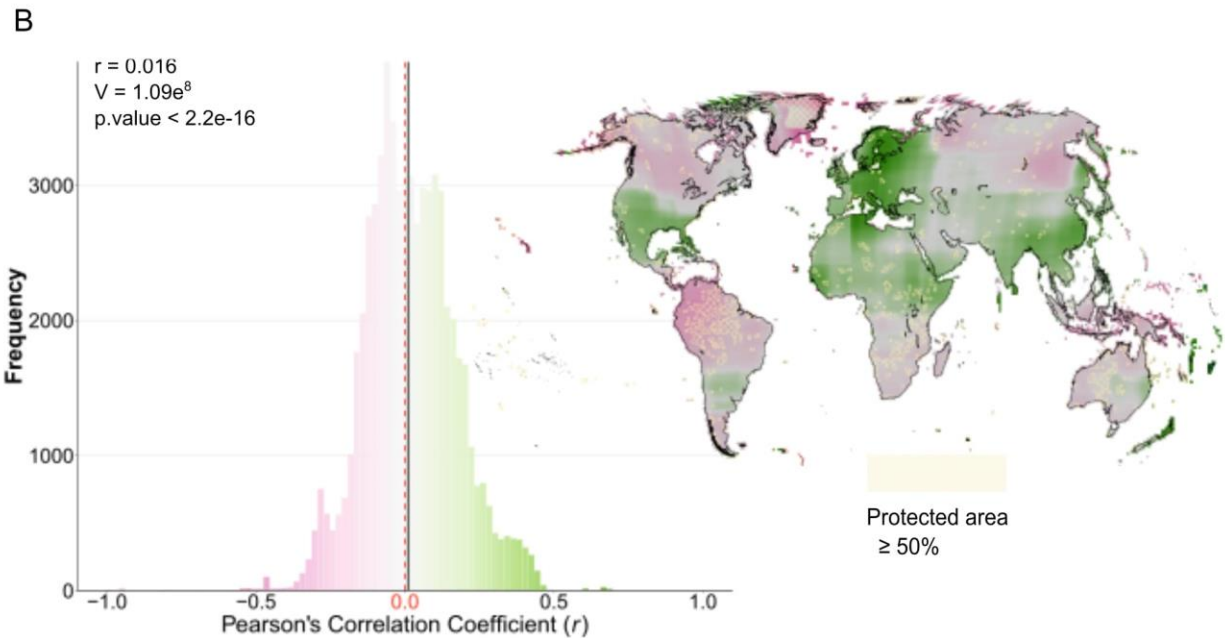 B
r = 0.016
V = 1.09e⁸
p.value < 2.2e-16
3000
2000
1000
0
Frequency
−1.0 −0.5 0.0 0.5 1.0
Pearson's Correlation Coefficient (r)
Protected area
≥ 50%